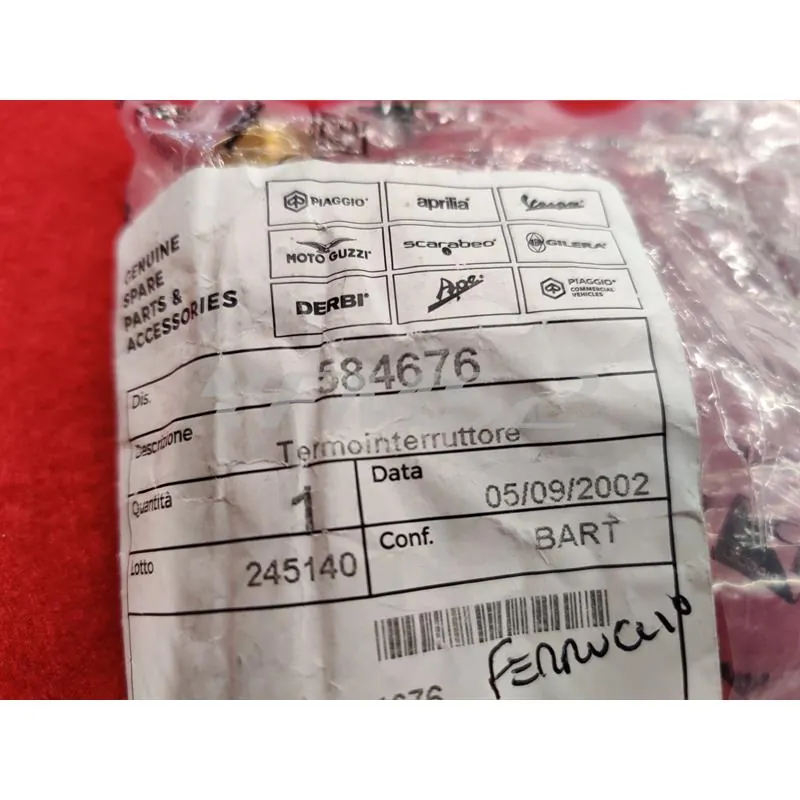 GENUINE
SPARE
PARTS &
ACCESSORIES
PIAGGIO aprilia Vespa
MOTO GUZZI scarabeo GILERA
DERBI Ape PIAGGIO COMMERCIAL VEHICLES
Dis. 584676
Descrizione Termointerruttore
Quantità 1 Data 05/09/2002
Lotto 245140 Conf. BART
FERRUCCIO
4676